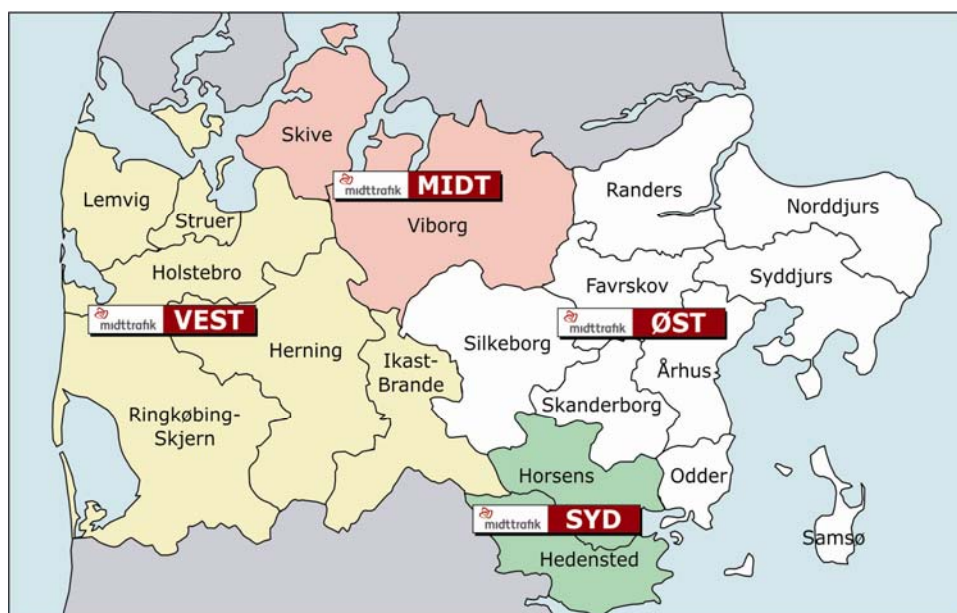 Skive
midttrafik MIDT
Lemvig
Randers
Struer
Viborg
Norddjurs
Holstebro
Favrskov
Syddjurs
midttrafik VEST
midttrafik ØST
Silkeborg
Herning
Ikast-
Brande
Århus
Ringkøbing-
Skjern
Skanderborg
Horsens
Odder
midttrafik SYD
Samsø
Hedensted